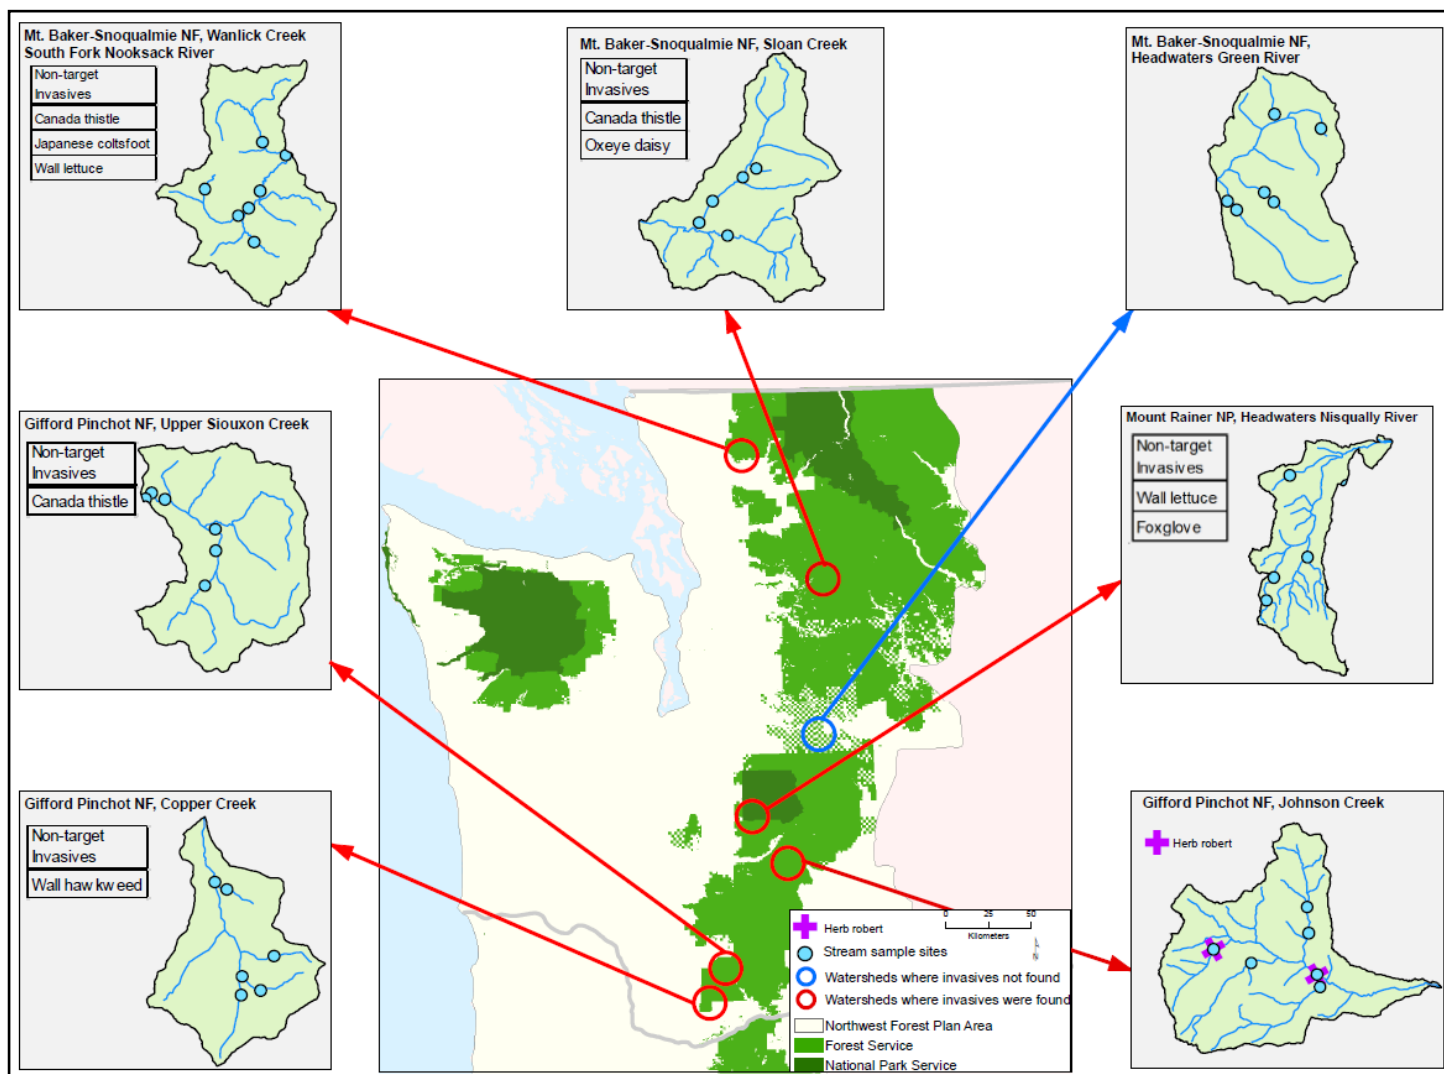 Mt. Baker-Snoqualmie NF, Wanlick Creek
South Fork Nooksack River
Non-target
Invasives
Canada thistle
Japanese coltsfoot
Wall lettuce
Mt. Baker-Snoqualmie NF, Sloan Creek
Non-target
Invasives
Canada thistle
Oxeye daisy
Mt. Baker-Snoqualmie NF,
Headwaters Green River
Gifford Pinchot NF, Upper Siouxon Creek
Non-target
Invasives
Canada thistle
Mount Rainer NP, Headwaters Nisqually River
Non-target
Invasives
Wall lettuce
Foxglove
Gifford Pinchot NF, Copper Creek
Non-target
Invasives
Wall haw kw eed
Gifford Pinchot NF, Johnson Creek
Herb robert
0 25 50
Kilometers
N
Herb robert
Stream sample sites
Watersheds where invasives not found
Watersheds where invasives were found
Northwest Forest Plan Area
Forest Service
National Park Service